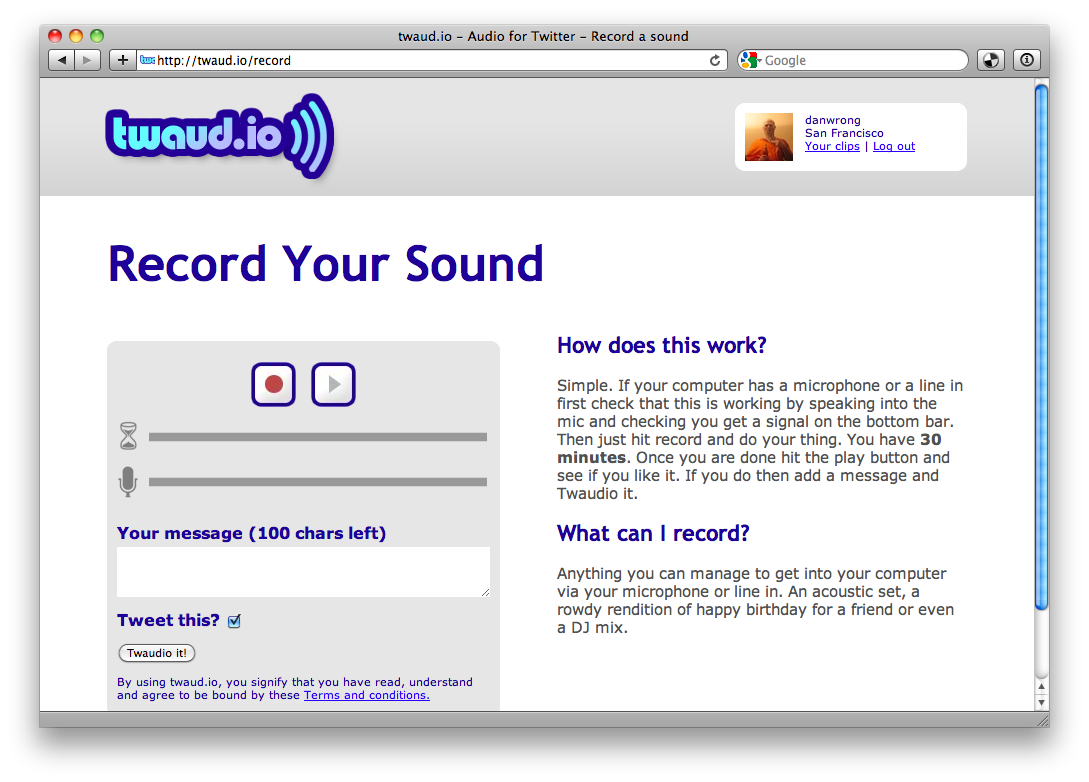 twaud.io – Audio for Twitter – Record a sound
http://twaud.io/record
Google
twaud.io
danwrong
San Francisco
Your clips | Log out
Record Your Sound
Your message (100 chars left)
Tweet this?
Twaudio it!
By using twaud.io, you signify that you have read, understand
and agree to be bound by these Terms and conditions.
How does this work?
Simple. If your computer has a microphone or a line in
first check that this is working by speaking into the
mic and checking you get a signal on the bottom bar.
Then just hit record and do your thing. You have 30
minutes. Once you are done hit the play button and
see if you like it. If you do then add a message and
Twaudio it.
What can I record?
Anything you can manage to get into your computer
via your microphone or line in. An acoustic set, a
rowdy rendition of happy birthday for a friend or even
a DJ mix.